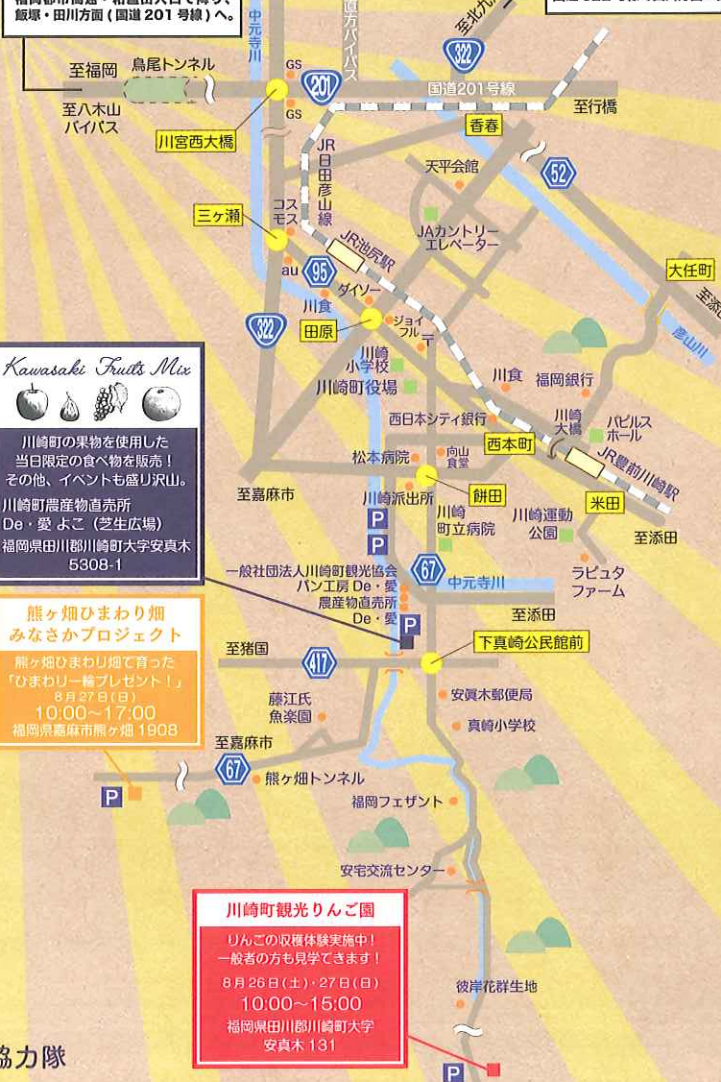 飯塚・田川方面(国道201号線)へ。
中元寺川
直方バイパス
322
至福岡
鳥尾トンネル
GS
201
国道201号線
至八木山
バイパス
GS
至行橋
川宮西大橋
香春
JR日田彦山線
天平会館
52
コスモス
三ヶ瀬
JAカントリー
エレベーター
JR池尻駅
大任町
au
95
ダイソー
川食
ジョイ
フル
〒
322
田原
彦山川
川崎
小学校
川崎町役場
川食
福岡銀行
西日本シティ銀行
川崎
大橋
パピルス
ホール
西本町
松本病院
向山
食堂
JR豊前川崎駅
至嘉麻市
川崎派出所
餅田
米田
P
P
川崎
町立病院
川崎運動
公園
至添田
67
ラピュタ
ファーム
一般社団法人川崎町観光協会
パン工房 De・愛
農産物直売所
De・愛
中元寺川
至添田
P
至猪国
417
下真崎公民館前
藤江氏
魚楽園
安眞木郵便局
真崎小学校
至嘉麻市
67
熊ヶ畑トンネル
P
福岡フェザント
安宅交流センター
彼岸花群生地
P
Kawasaki Fruits Mix
川崎町の果物を使用した
当日限定の食べ物を販売!
その他、イベントも盛り沢山。
川崎町農産物直売所
De・愛 よこ(芝生広場)
福岡県田川郡川崎町大字安真木
5308-1
熊ヶ畑ひまわり畑
みなさかプロジェクト
熊ヶ畑ひまわり畑で育った
「ひまわり一輪プレゼント!」
8月27日(日)
10:00〜17:00
福岡県嘉麻市熊ヶ畑 1908
川崎町観光りんご園
りんごの収穫体験実施中!
一般者の方も見学できます!
8月26日(土)・27日(日)
10:00〜15:00
福岡県田川郡川崎町大字
安真木 131
協力隊